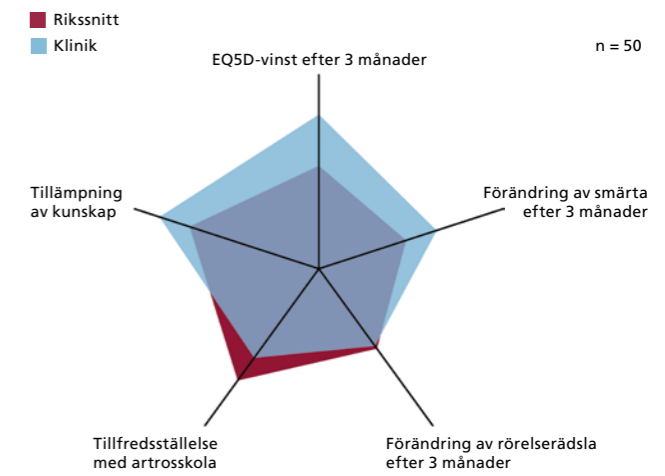 Rikssnitt
Klinik
n = 50
EQ5D-vinst efter 3 månader
Tillämpning
av kunskap
Förändring av smärta
efter 3 månader
Tillfredsställelse
med artrosskola
Förändring av rörelserädsla
efter 3 månader